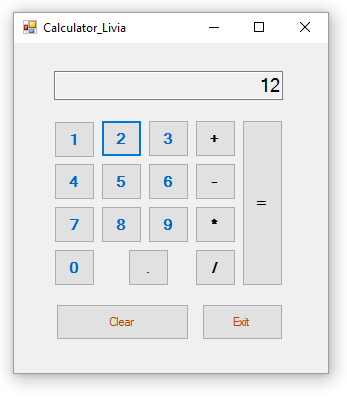 Calculator_Livia
12
1 2 3 +
4 5 6 - =
7 8 9 *
0 . /
Clear Exit